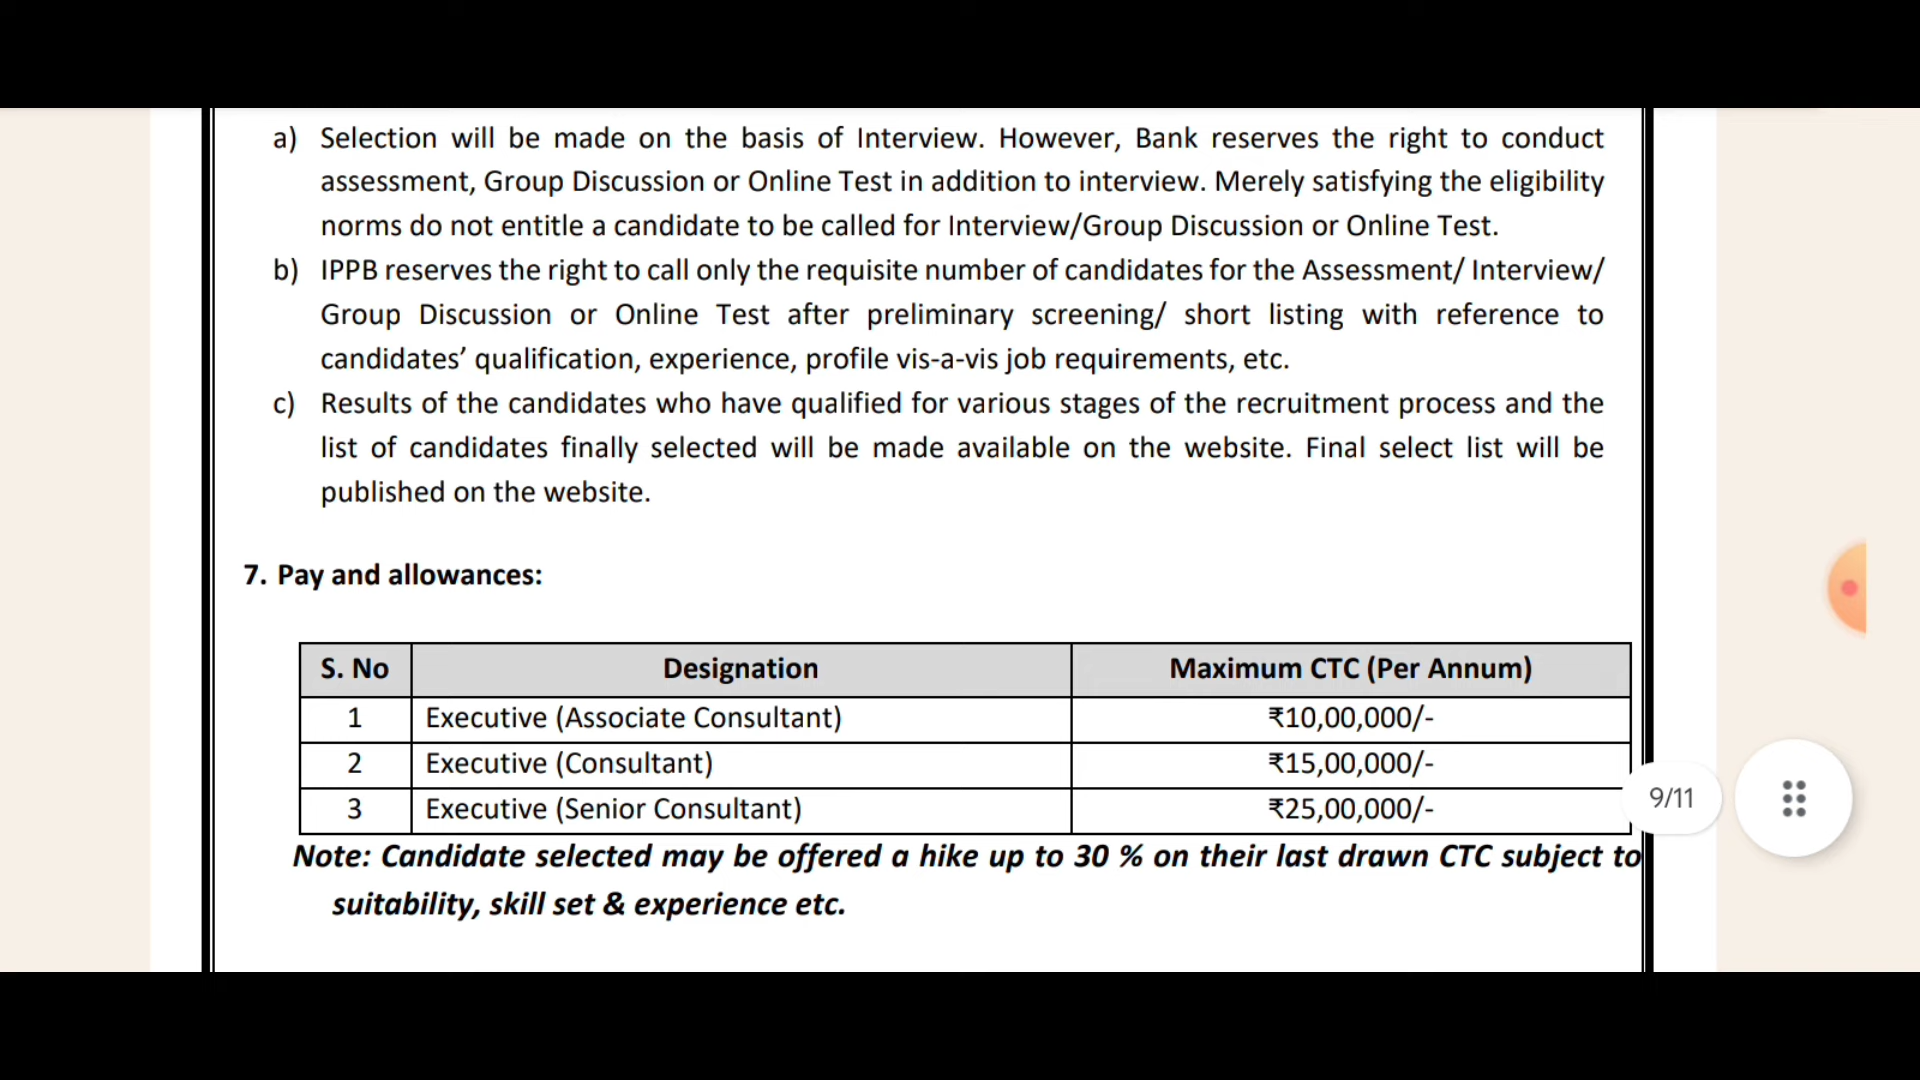 a) Selection will be made on the basis of Interview. However, Bank reserves the right to conduct
assessment, Group Discussion or Online Test in addition to interview. Merely satisfying the eligibility
norms do not entitle a candidate to be called for Interview/Group Discussion or Online Test.
b) IPPB reserves the right to call only the requisite number of candidates for the Assessment/ Interview/
Group Discussion or Online Test after preliminary screening/ short listing with reference to
candidates’ qualification, experience, profile vis-a-vis job requirements, etc.
c) Results of the candidates who have qualified for various stages of the recruitment process and the
list of candidates finally selected will be made available on the website. Final select list will be
published on the website.
7. Pay and allowances:
S. No Designation Maximum CTC (Per Annum)
1 Executive (Associate Consultant) ₹10,00,000/-
2 Executive (Consultant) ₹15,00,000/-
3 Executive (Senior Consultant) ₹25,00,000/-
9/11
Note: Candidate selected may be offered a hike up to 30 % on their last drawn CTC subject to
suitability, skill set & experience etc.